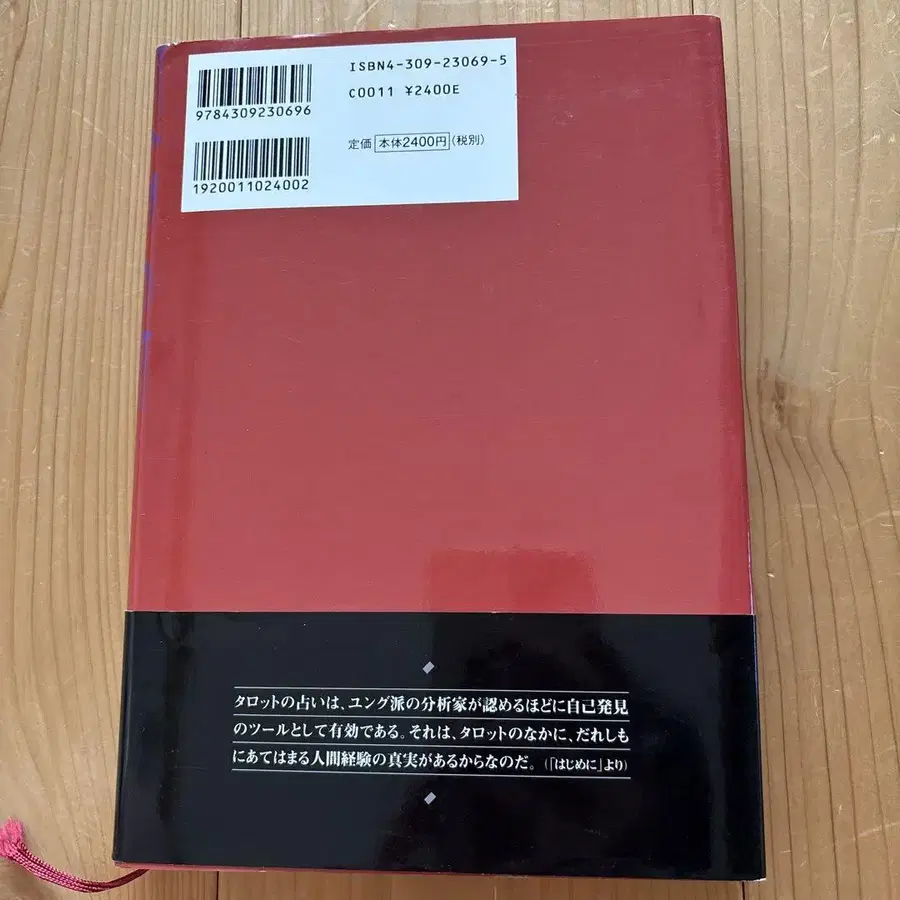 9784309230696
1920011024002
ISBN4-309-23069-5
C0011 ¥2400E
定価 本体2400円(税別)
タロットの占いは、ユング派の分析家が認めるほどに自己発見
のツールとして有効である。それは、タロットのなかに、だれしも
にあてはまる人間経験の真実があるからなのだ。(「はじめに」より)